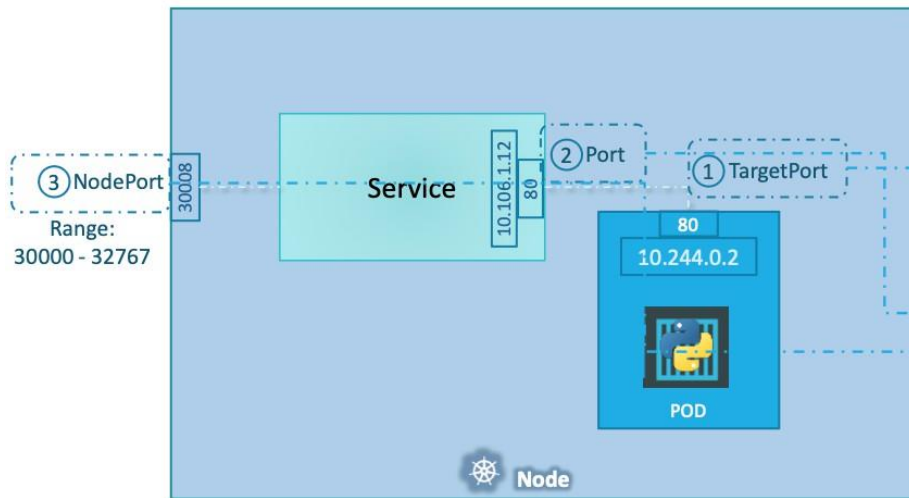 3 NodePort
Range:
30000 - 32767
30008
Service
10.106.1.12
80
2 Port
1 TargetPort
80
10.244.0.2
POD
Node